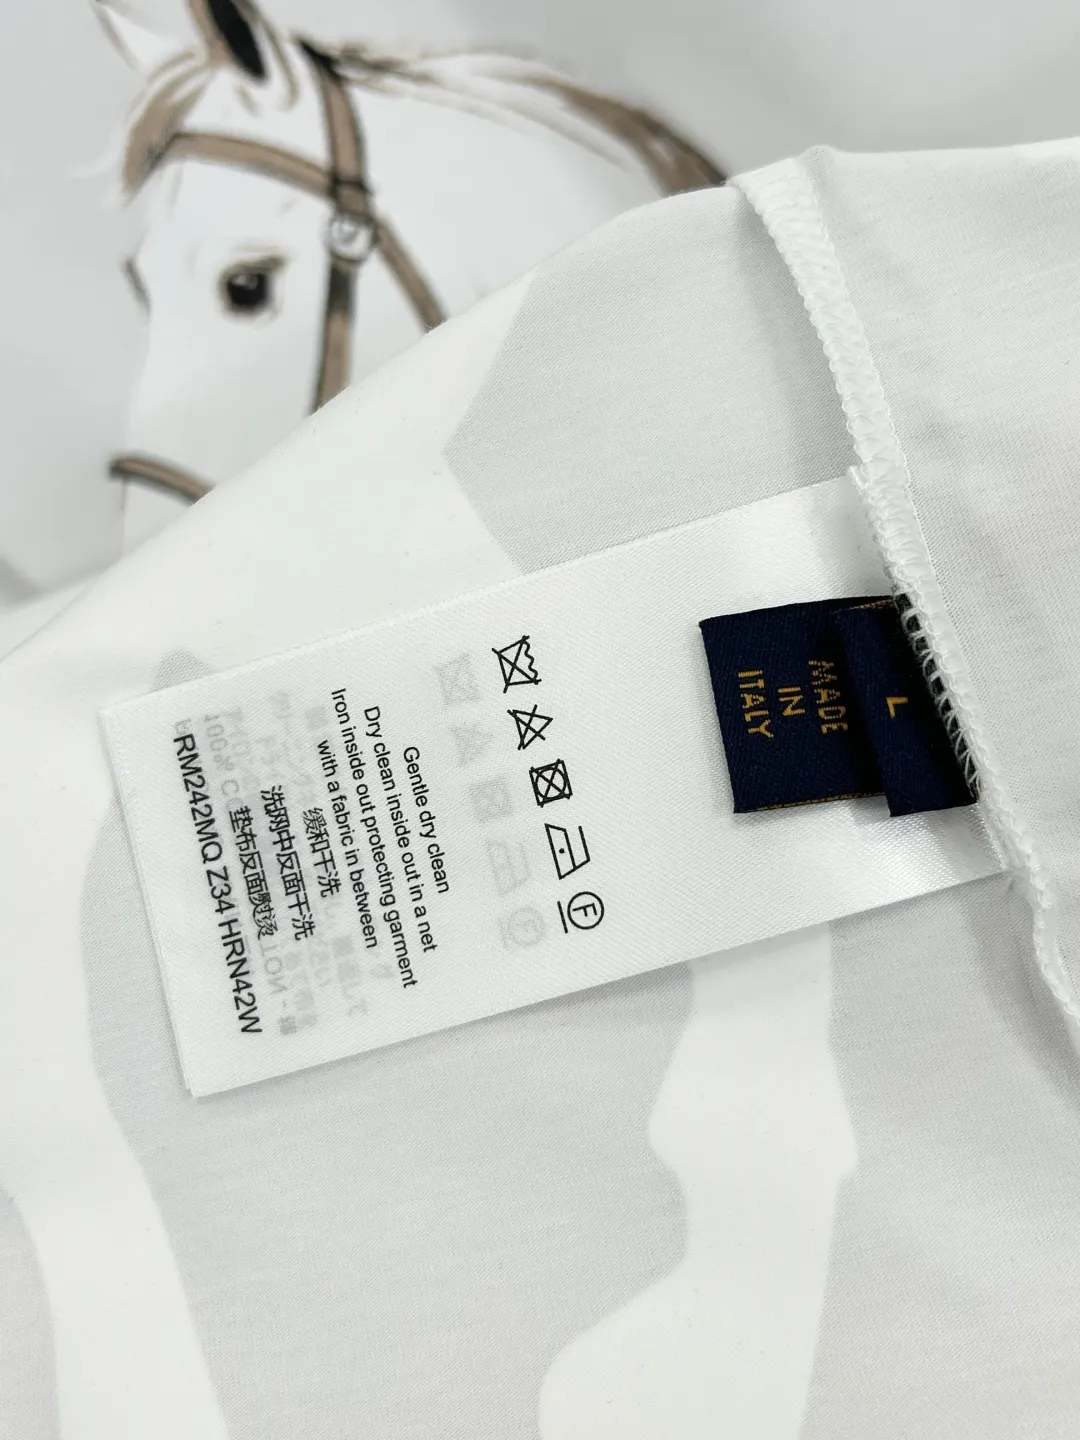 L
MADE
IN
ITALY
F
Gentle dry clean
Dry clean inside out in a net
Iron inside out protecting garment
with a fabric in between
缓和干洗
洗网中反面干洗
垫布反面熨烫
RM242MQ Z34 HRN42W